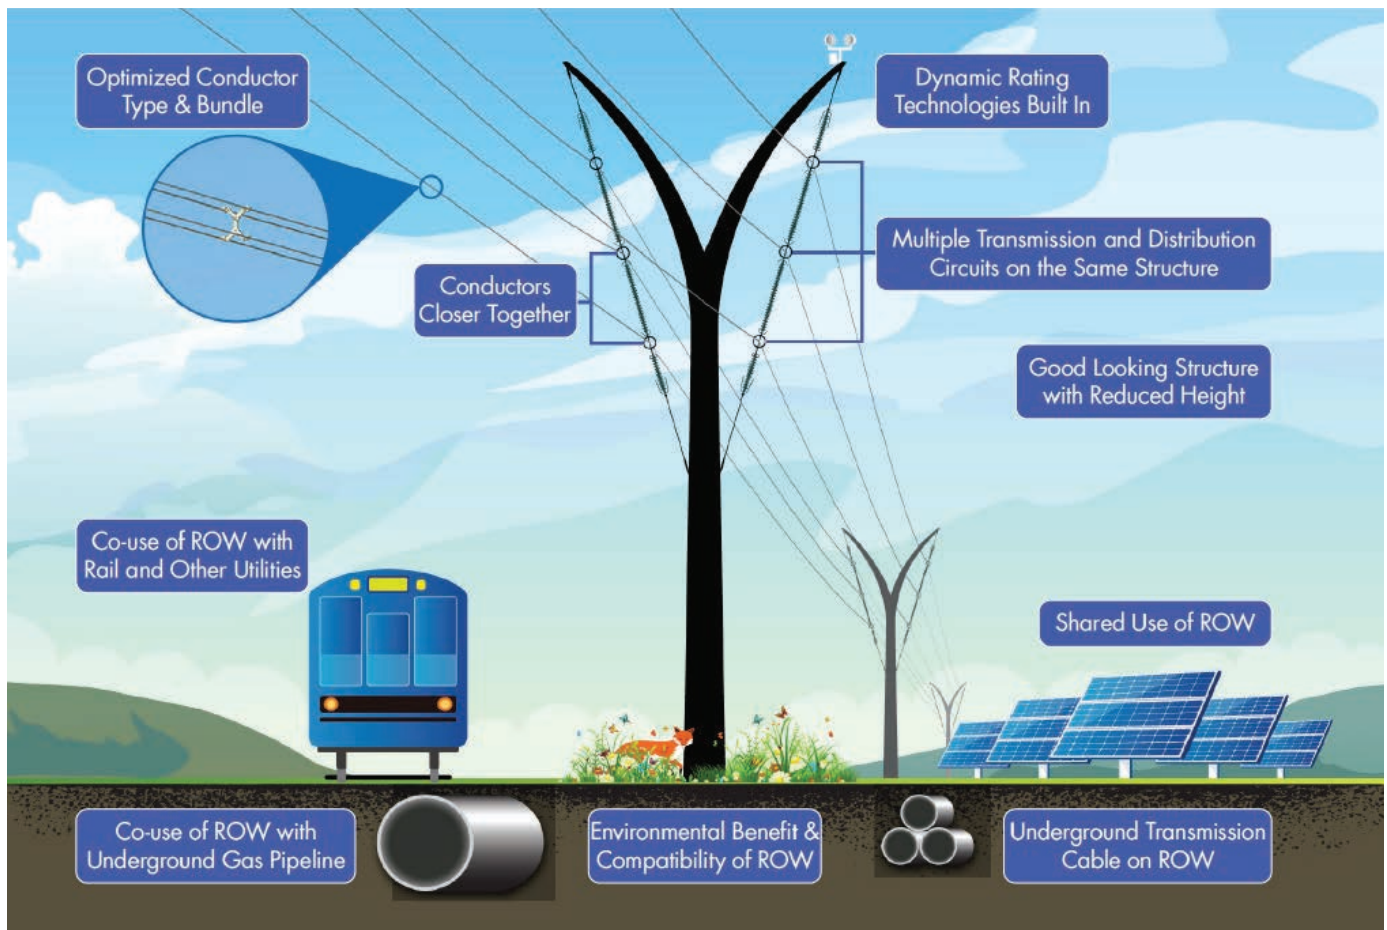 Optimized Conductor
Type & Bundle
Dynamic Rating
Technologies Built In
Multiple Transmission and Distribution
Circuits on the Same Structure
Conductors
Closer Together
Good Looking Structure
with Reduced Height
Co-use of ROW with
Rail and Other Utilities
Shared Use of ROW
Co-use of ROW with
Underground Gas Pipeline
Environmental Benefit &
Compatibility of ROW
Underground Transmission
Cable on ROW